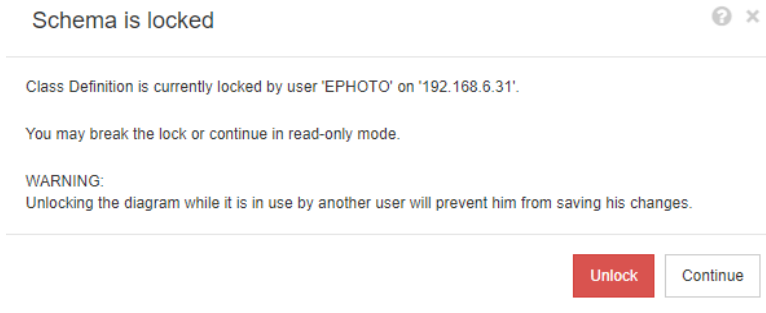 Schema is locked
Class Definition is currently locked by user 'EPHOTO' on '192.168.6.31'.
You may break the lock or continue in read-only mode.
WARNING:
Unlocking the diagram while it is in use by another user will prevent him from saving his changes.
Unlock Continue